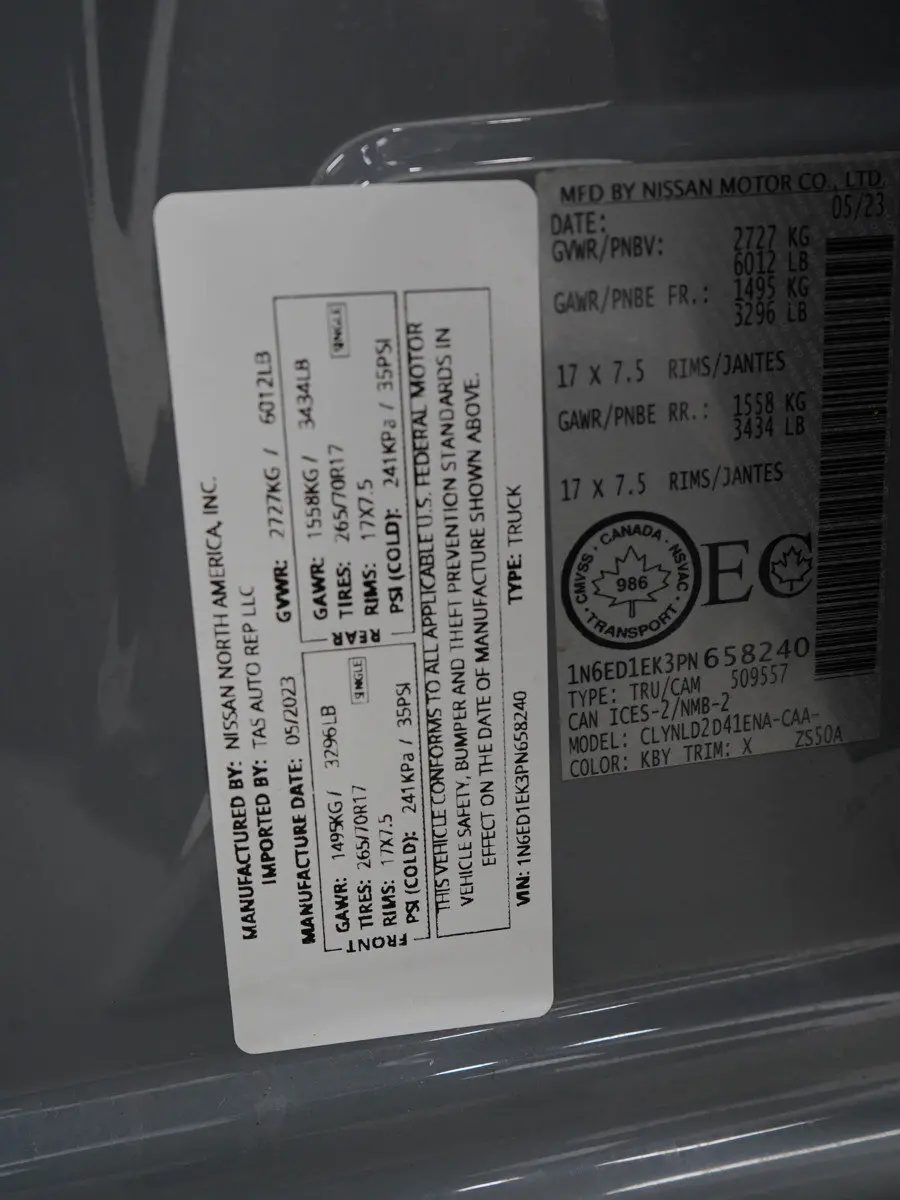 MANUFACTURED BY: NISSAN NORTH AMERICA, INC.
IMPORTED BY: TAS AUTO REP LLC
MANUFACTURE DATE: 05/2023 GVWR: 2727KG / 6012LB
FRONT
GAWR: 1495KG / 3296LB
TIRES: 265/70R17
RIMS: 17X7.5 SINGLE
PSI (COLD): 241KPa / 35PSI
REAR
GAWR: 1558KG / 3434LB
TIRES: 265/70R17
RIMS: 17X7.5 SINGLE
PSI (COLD): 241KPa / 35PSI
THIS VEHICLE CONFORMS TO ALL APPLICABLE U.S. FEDERAL MOTOR
VEHICLE SAFETY, BUMPER AND THEFT PREVENTION STANDARDS IN
EFFECT ON THE DATE OF MANUFACTURE SHOWN ABOVE.
VIN: 1N6ED1EK3PN658240 TYPE: TRUCK
MFD BY NISSAN MOTOR CO., LTD.
DATE: 05/23
GVWR/PNBV: 2727 KG
6012 LB
GAWR/PNBE FR.: 1495 KG
3296 LB
17 X 7.5 RIMS/JANTES
GAWR/PNBE RR.: 1558 KG
3434 LB
17 X 7.5 RIMS/JANTES
CANADA · NSVAC · TRANSPORT · CMVSS ·
986
EC
1N6ED1EK3PN658240
TYPE: TRU/CAM 509557
CAN ICES-2/NMB-2
MODEL: CLYNLD2D41ENA-CAA-
COLOR: KBY TRIM: X ZS50A